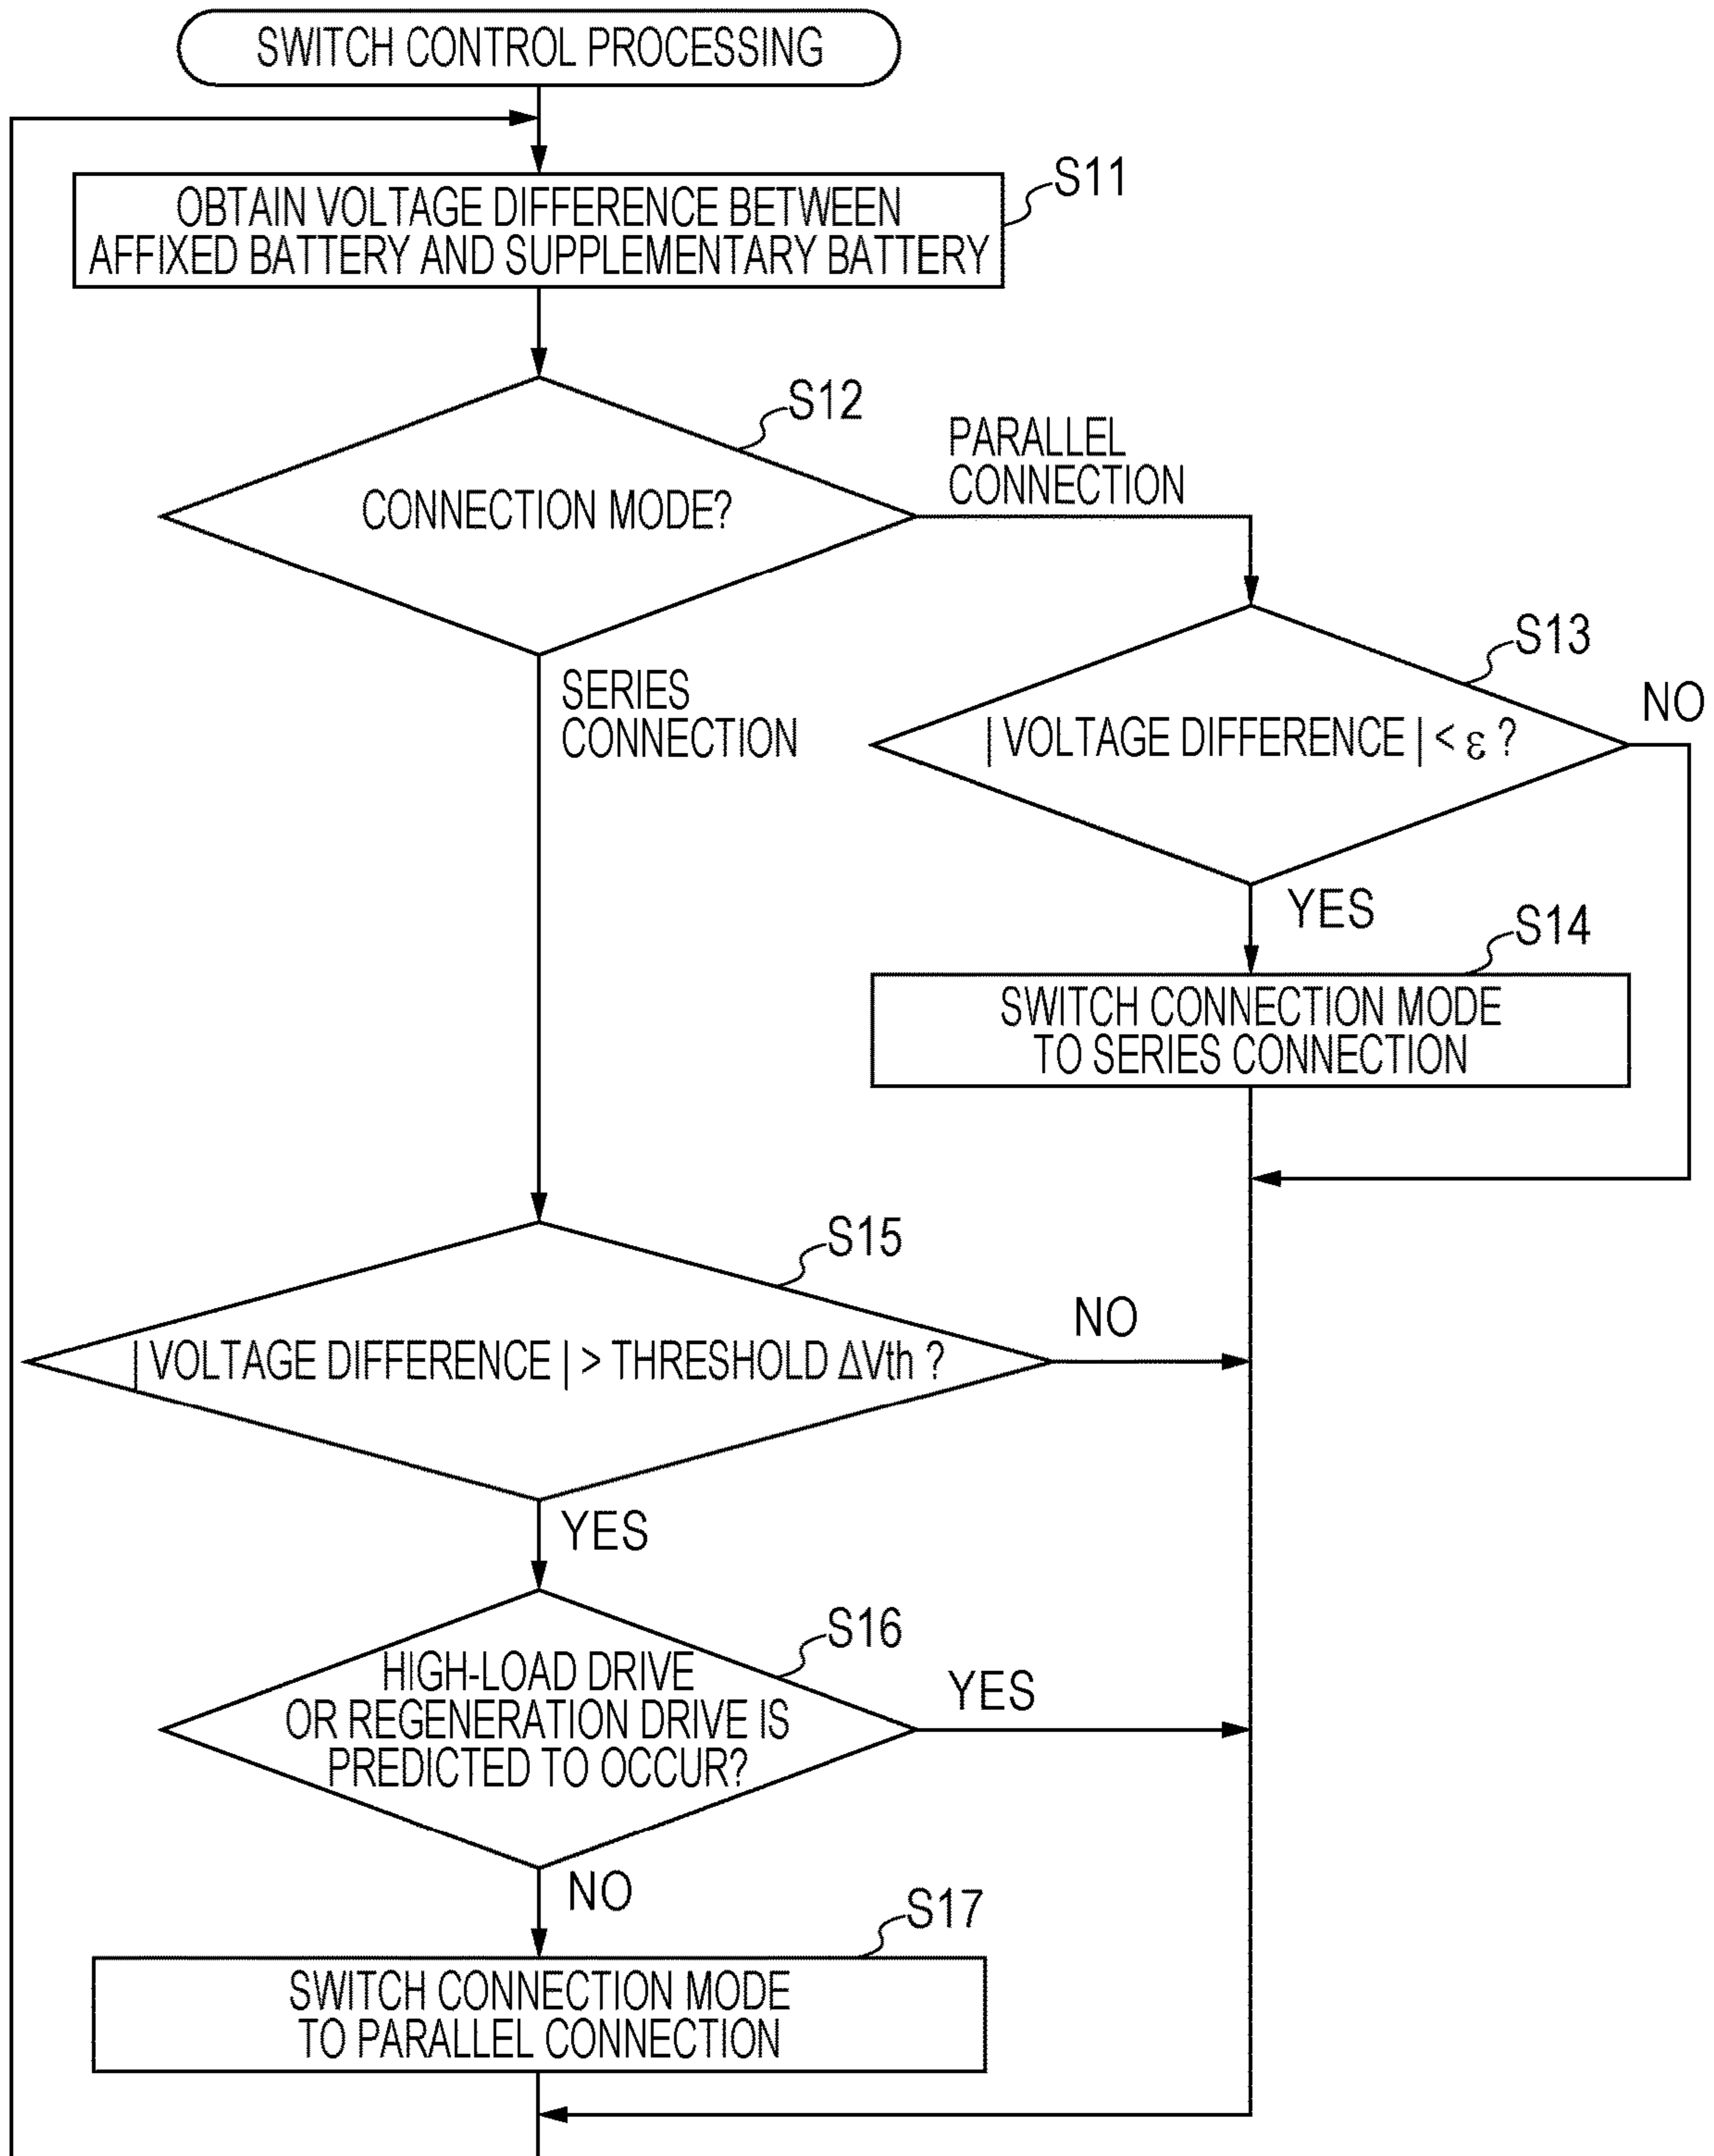 SWITCH CONTROL PROCESSING
S11
OBTAIN VOLTAGE DIFFERENCE BETWEEN
AFFIXED BATTERY AND SUPPLEMENTARY BATTERY
S12
CONNECTION MODE?
PARALLEL
CONNECTION
SERIES
CONNECTION
S13
| VOLTAGE DIFFERENCE | < ε ?
NO
YES
S14
SWITCH CONNECTION MODE
TO SERIES CONNECTION
S15
| VOLTAGE DIFFERENCE | > THRESHOLD ΔVth ?
NO
YES
S16
HIGH-LOAD DRIVE
OR REGENERATION DRIVE IS
PREDICTED TO OCCUR?
YES
NO
S17
SWITCH CONNECTION MODE
TO PARALLEL CONNECTION